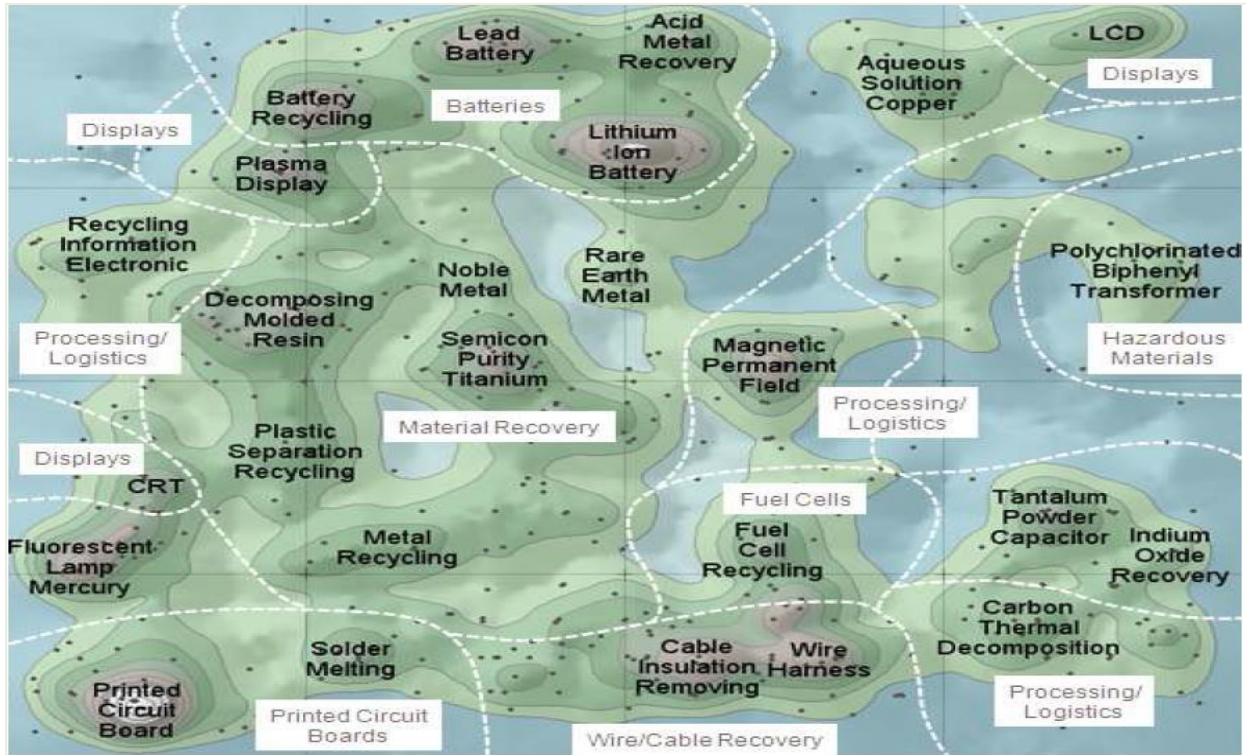 Lead
Battery
Acid
Metal
Recovery
LCD
Aqueous
Solution
Copper
Displays
Battery
Recycling
Batteries
Displays
Lithium
Ion
Battery
Plasma
Display
Recycling
Information
Electronic
Noble
Metal
Rare
Earth
Metal
Polychlorinated
Biphenyl
Transformer
Decomposing
Molded
Resin
Processing/
Logistics
Semicon
Purity
Titanium
Magnetic
Permanent
Field
Hazardous
Materials
Processing/
Logistics
Material Recovery
Plastic
Separation
Recycling
Displays
CRT
Fuel Cells
Tantalum
Powder
Capacitor
Fluorescent
Lamp
Mercury
Metal
Recycling
Fuel
Cell
Recycling
Indium
Oxide
Recovery
Carbon
Thermal
Decomposition
Solder
Melting
Cable
Insulation
Removing
Wire
Harness
Printed
Circuit
Board
Printed Circuit
Boards
Processing/
Logistics
Wire/Cable Recovery